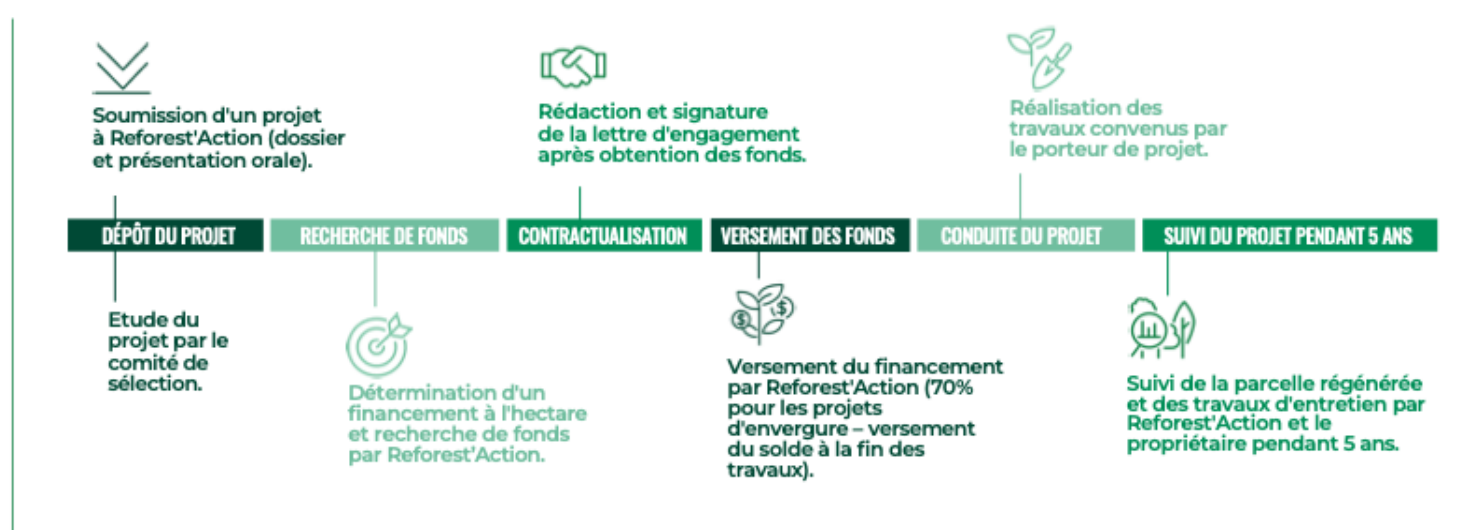 Soumission d'un projet
à Reforest'Action (dossier
et présentation orale).
Rédaction et signature
de la lettre d'engagement
après obtention des fonds.
Réalisation des
travaux convenus par
le porteur de projet.
DÉPÔT DU PROJET
RECHERCHE DE FONDS
CONTRACTUALISATION
VERSEMENT DES FONDS
CONDUITE DU PROJET
SUIVI DU PROJET PENDANT 5 ANS
Etude du
projet par le
comité de
sélection.
Détermination d'un
financement à l'hectare
et recherche de fonds
par Reforest'Action.
$
$
Versement du financement
par Reforest'Action (70%
pour les projets
d'envergure – versement
du solde à la fin des
travaux).
Suivi de la parcelle régénérée
et des travaux d'entretien par
Reforest'Action et le
propriétaire pendant 5 ans.